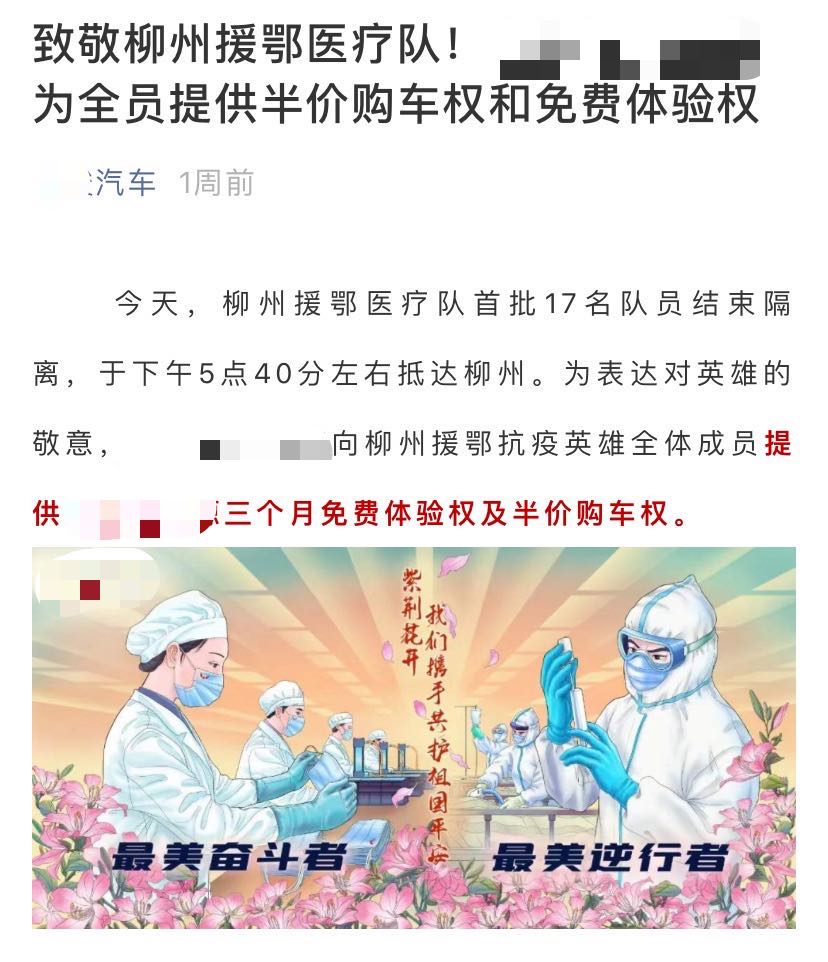 致敬柳州援鄂医疗队！
为全员提供半价购车权和免费体验权
汽车 1周前
今天，柳州援鄂医疗队首批17名队员结束隔
离，于下午5点40分左右抵达柳州。为表达对英雄的
敬意，向柳州援鄂抗疫英雄全体成员提
供三个月免费体验权及半价购车权。
紫荆花开
我们携手共护祖国平安
最美奋斗者
最美逆行者